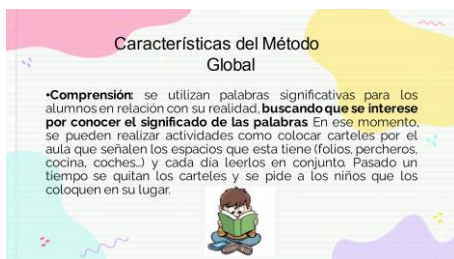 Características del Método
Global
•Comprensión: se utilizan palabras significativas para los
alumnos en relación con su realidad, buscando que se interese
por conocer el significado de las palabras. En ese momento,
se pueden realizar actividades como colocar carteles por el
aula que señalen los espacios que esta tiene (folios, percheros,
cocina, coches…) y cada día leerlos en conjunto. Pasado un
tiempo se quitan los carteles y se pide a los niños que los
coloquen en su lugar.